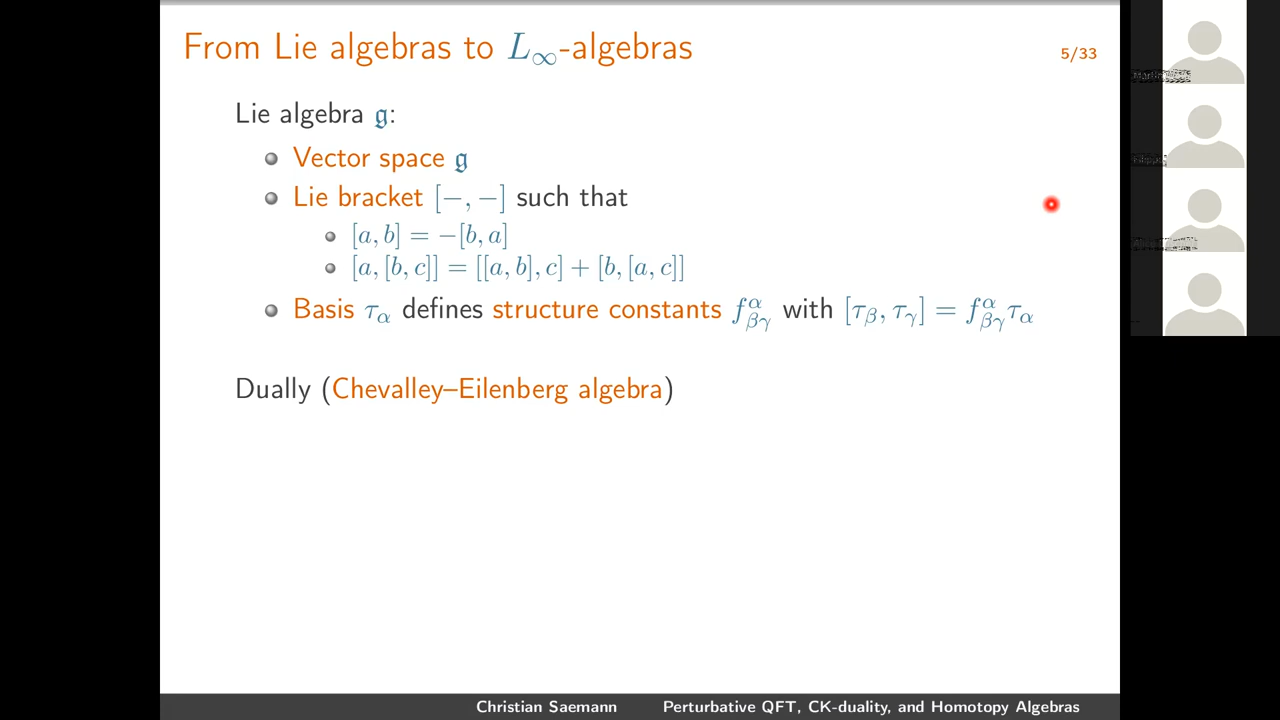 From Lie algebras to L∞-algebras
5/33
Lie algebra 𝔤:
Vector space 𝔤
Lie bracket [−, −] such that
[a, b] = −[b, a]
[a, [b, c]] = [[a, b], c] + [b, [a, c]]
Basis τ_α defines structure constants f^α_βγ with [τ_β, τ_γ] = f^α_βγ τ_α
Dually (Chevalley–Eilenberg algebra)
Christian Saemann Perturbative QFT, CK-duality, and Homotopy Algebras